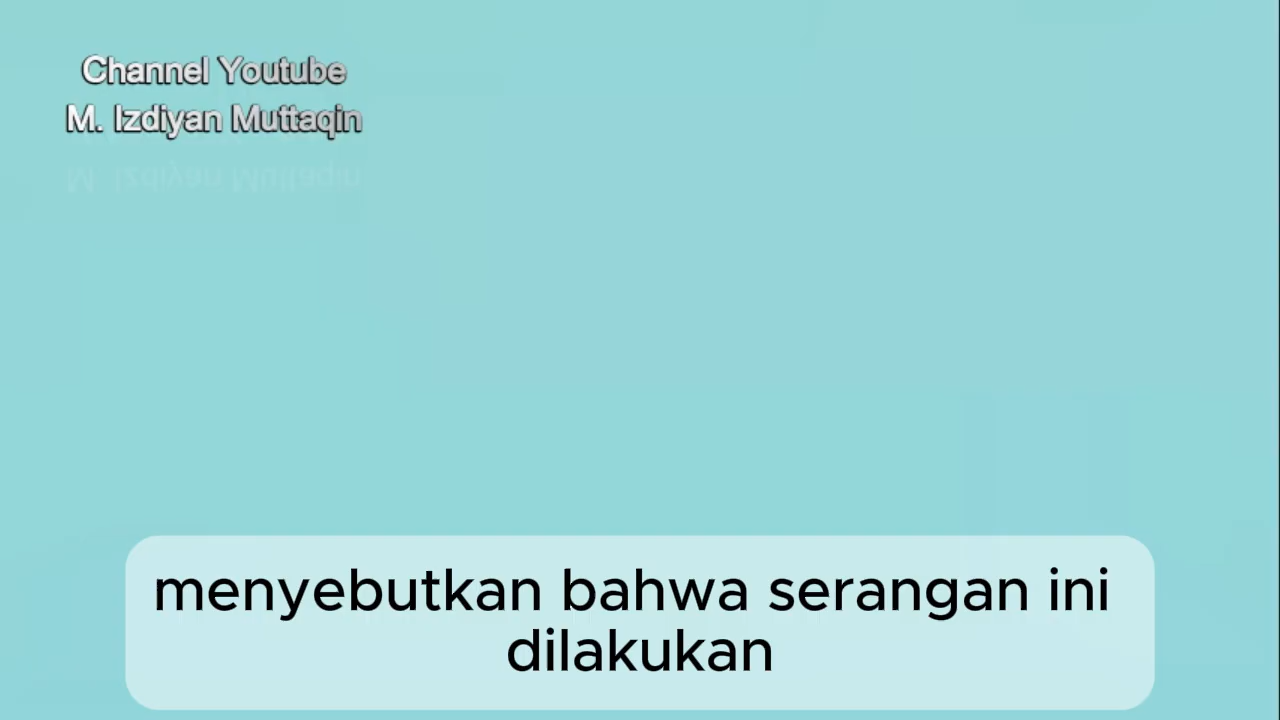 Channel Youtube
M. Izdiyan Muttaqin
menyebutkan bahwa serangan ini
dilakukan